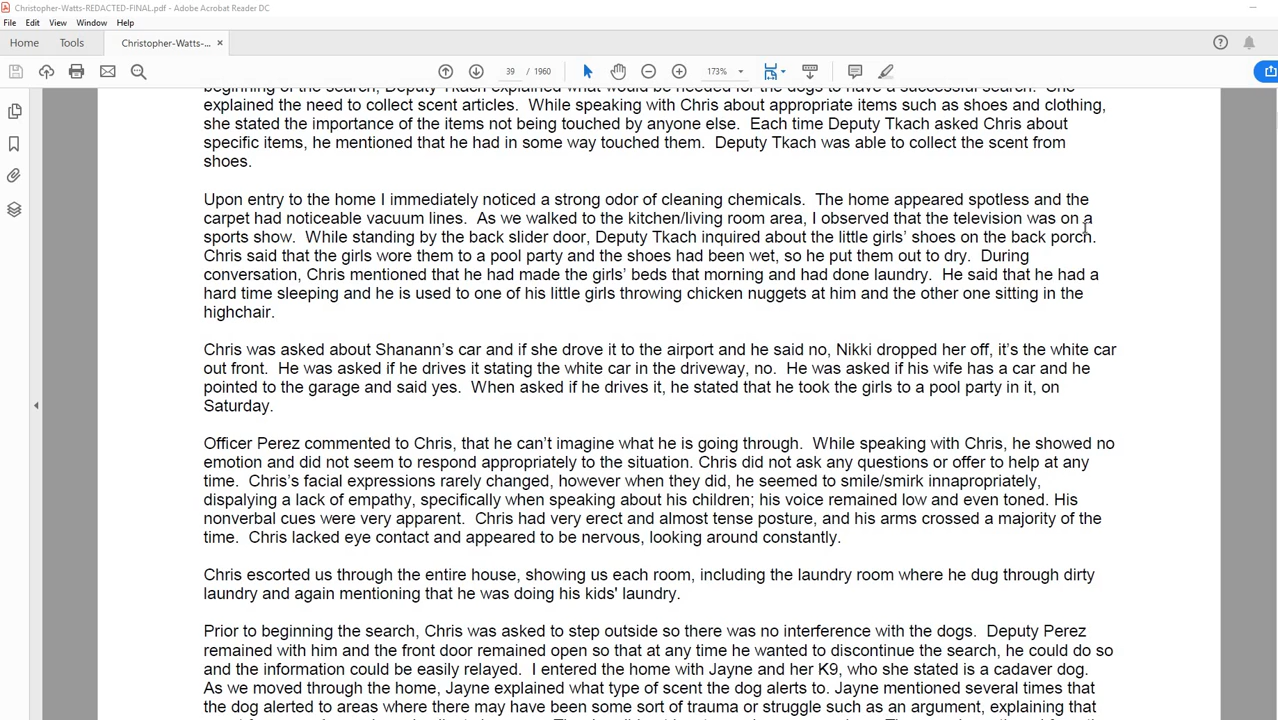 Christopher-Watts-REDACTED-FINAL.pdf - Adobe Acrobat Reader DC
File Edit View Window Help
Home Tools Christopher-Watts-... ×
39 / 1960 173%
beginning of the search, Deputy Tkach explained what would be needed for the dogs to have a successful search. She
explained the need to collect scent articles. While speaking with Chris about appropriate items such as shoes and clothing,
she stated the importance of the items not being touched by anyone else. Each time Deputy Tkach asked Chris about
specific items, he mentioned that he had in some way touched them. Deputy Tkach was able to collect the scent from
shoes.
Upon entry to the home I immediately noticed a strong odor of cleaning chemicals. The home appeared spotless and the
carpet had noticeable vacuum lines. As we walked to the kitchen/living room area, I observed that the television was on a
sports show. While standing by the back slider door, Deputy Tkach inquired about the little girls' shoes on the back porch.
Chris said that the girls wore them to a pool party and the shoes had been wet, so he put them out to dry. During
conversation, Chris mentioned that he had made the girls' beds that morning and had done laundry. He said that he had a
hard time sleeping and he is used to one of his little girls throwing chicken nuggets at him and the other one sitting in the
highchair.
Chris was asked about Shanann's car and if she drove it to the airport and he said no, Nikki dropped her off, it's the white car
out front. He was asked if he drives it stating the white car in the driveway, no. He was asked if his wife has a car and he
pointed to the garage and said yes. When asked if he drives it, he stated that he took the girls to a pool party in it, on
Saturday.
Officer Perez commented to Chris, that he can't imagine what he is going through. While speaking with Chris, he showed no
emotion and did not seem to respond appropriately to the situation. Chris did not ask any questions or offer to help at any
time. Chris's facial expressions rarely changed, however when they did, he seemed to smile/smirk innapropriately,
dispalying a lack of empathy, specifically when speaking about his children; his voice remained low and even toned. His
nonverbal cues were very apparent. Chris had very erect and almost tense posture, and his arms crossed a majority of the
time. Chris lacked eye contact and appeared to be nervous, looking around constantly.
Chris escorted us through the entire house, showing us each room, including the laundry room where he dug through dirty
laundry and again mentioning that he was doing his kids' laundry.
Prior to beginning the search, Chris was asked to step outside so there was no interference with the dogs. Deputy Perez
remained with him and the front door remained open so that at any time he wanted to discontinue the search, he could do so
and the information could be easily relayed. I entered the home with Jayne and her K9, who she stated is a cadaver dog.
As we moved through the home, Jayne explained what type of scent the dog alerts to. Jayne mentioned several times that
the dog alerted to areas where there may have been some sort of trauma or struggle such as an argument, explaining that